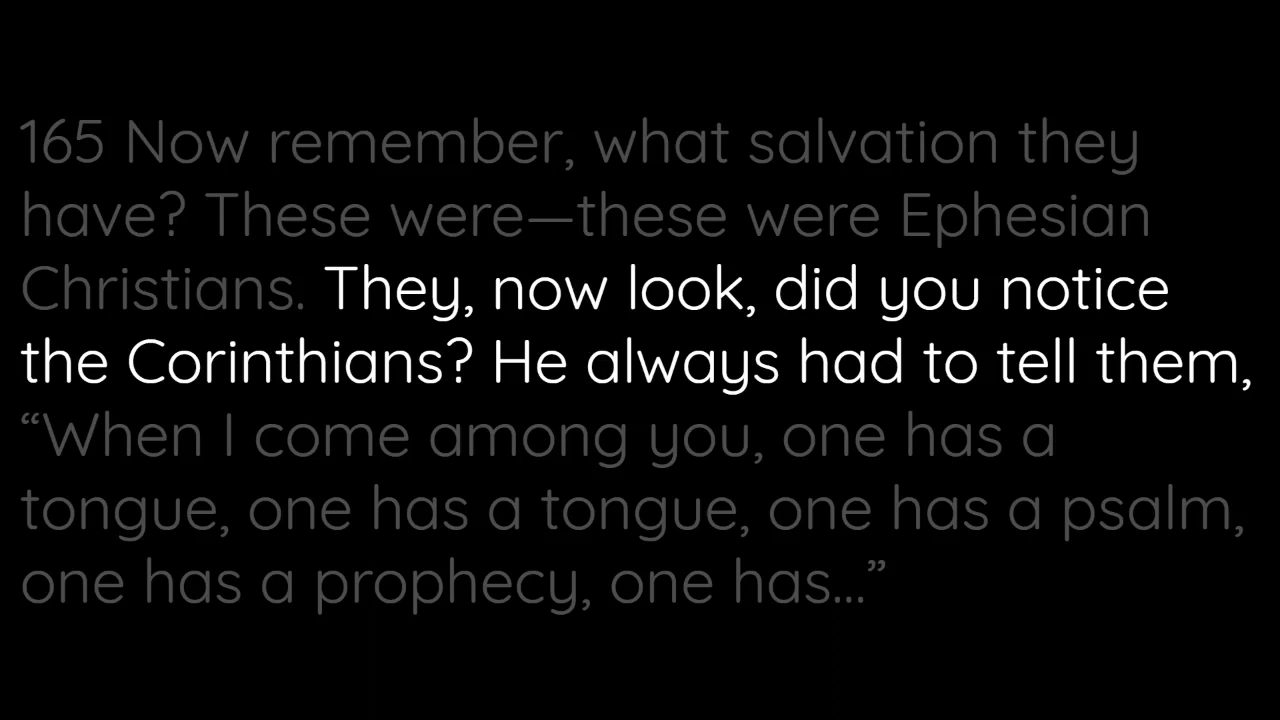 165 Now remember, what salvation they
have? These were—these were Ephesian
Christians. They, now look, did you notice
the Corinthians? He always had to tell them,
“When I come among you, one has a
tongue, one has a tongue, one has a psalm,
one has a prophecy, one has...”